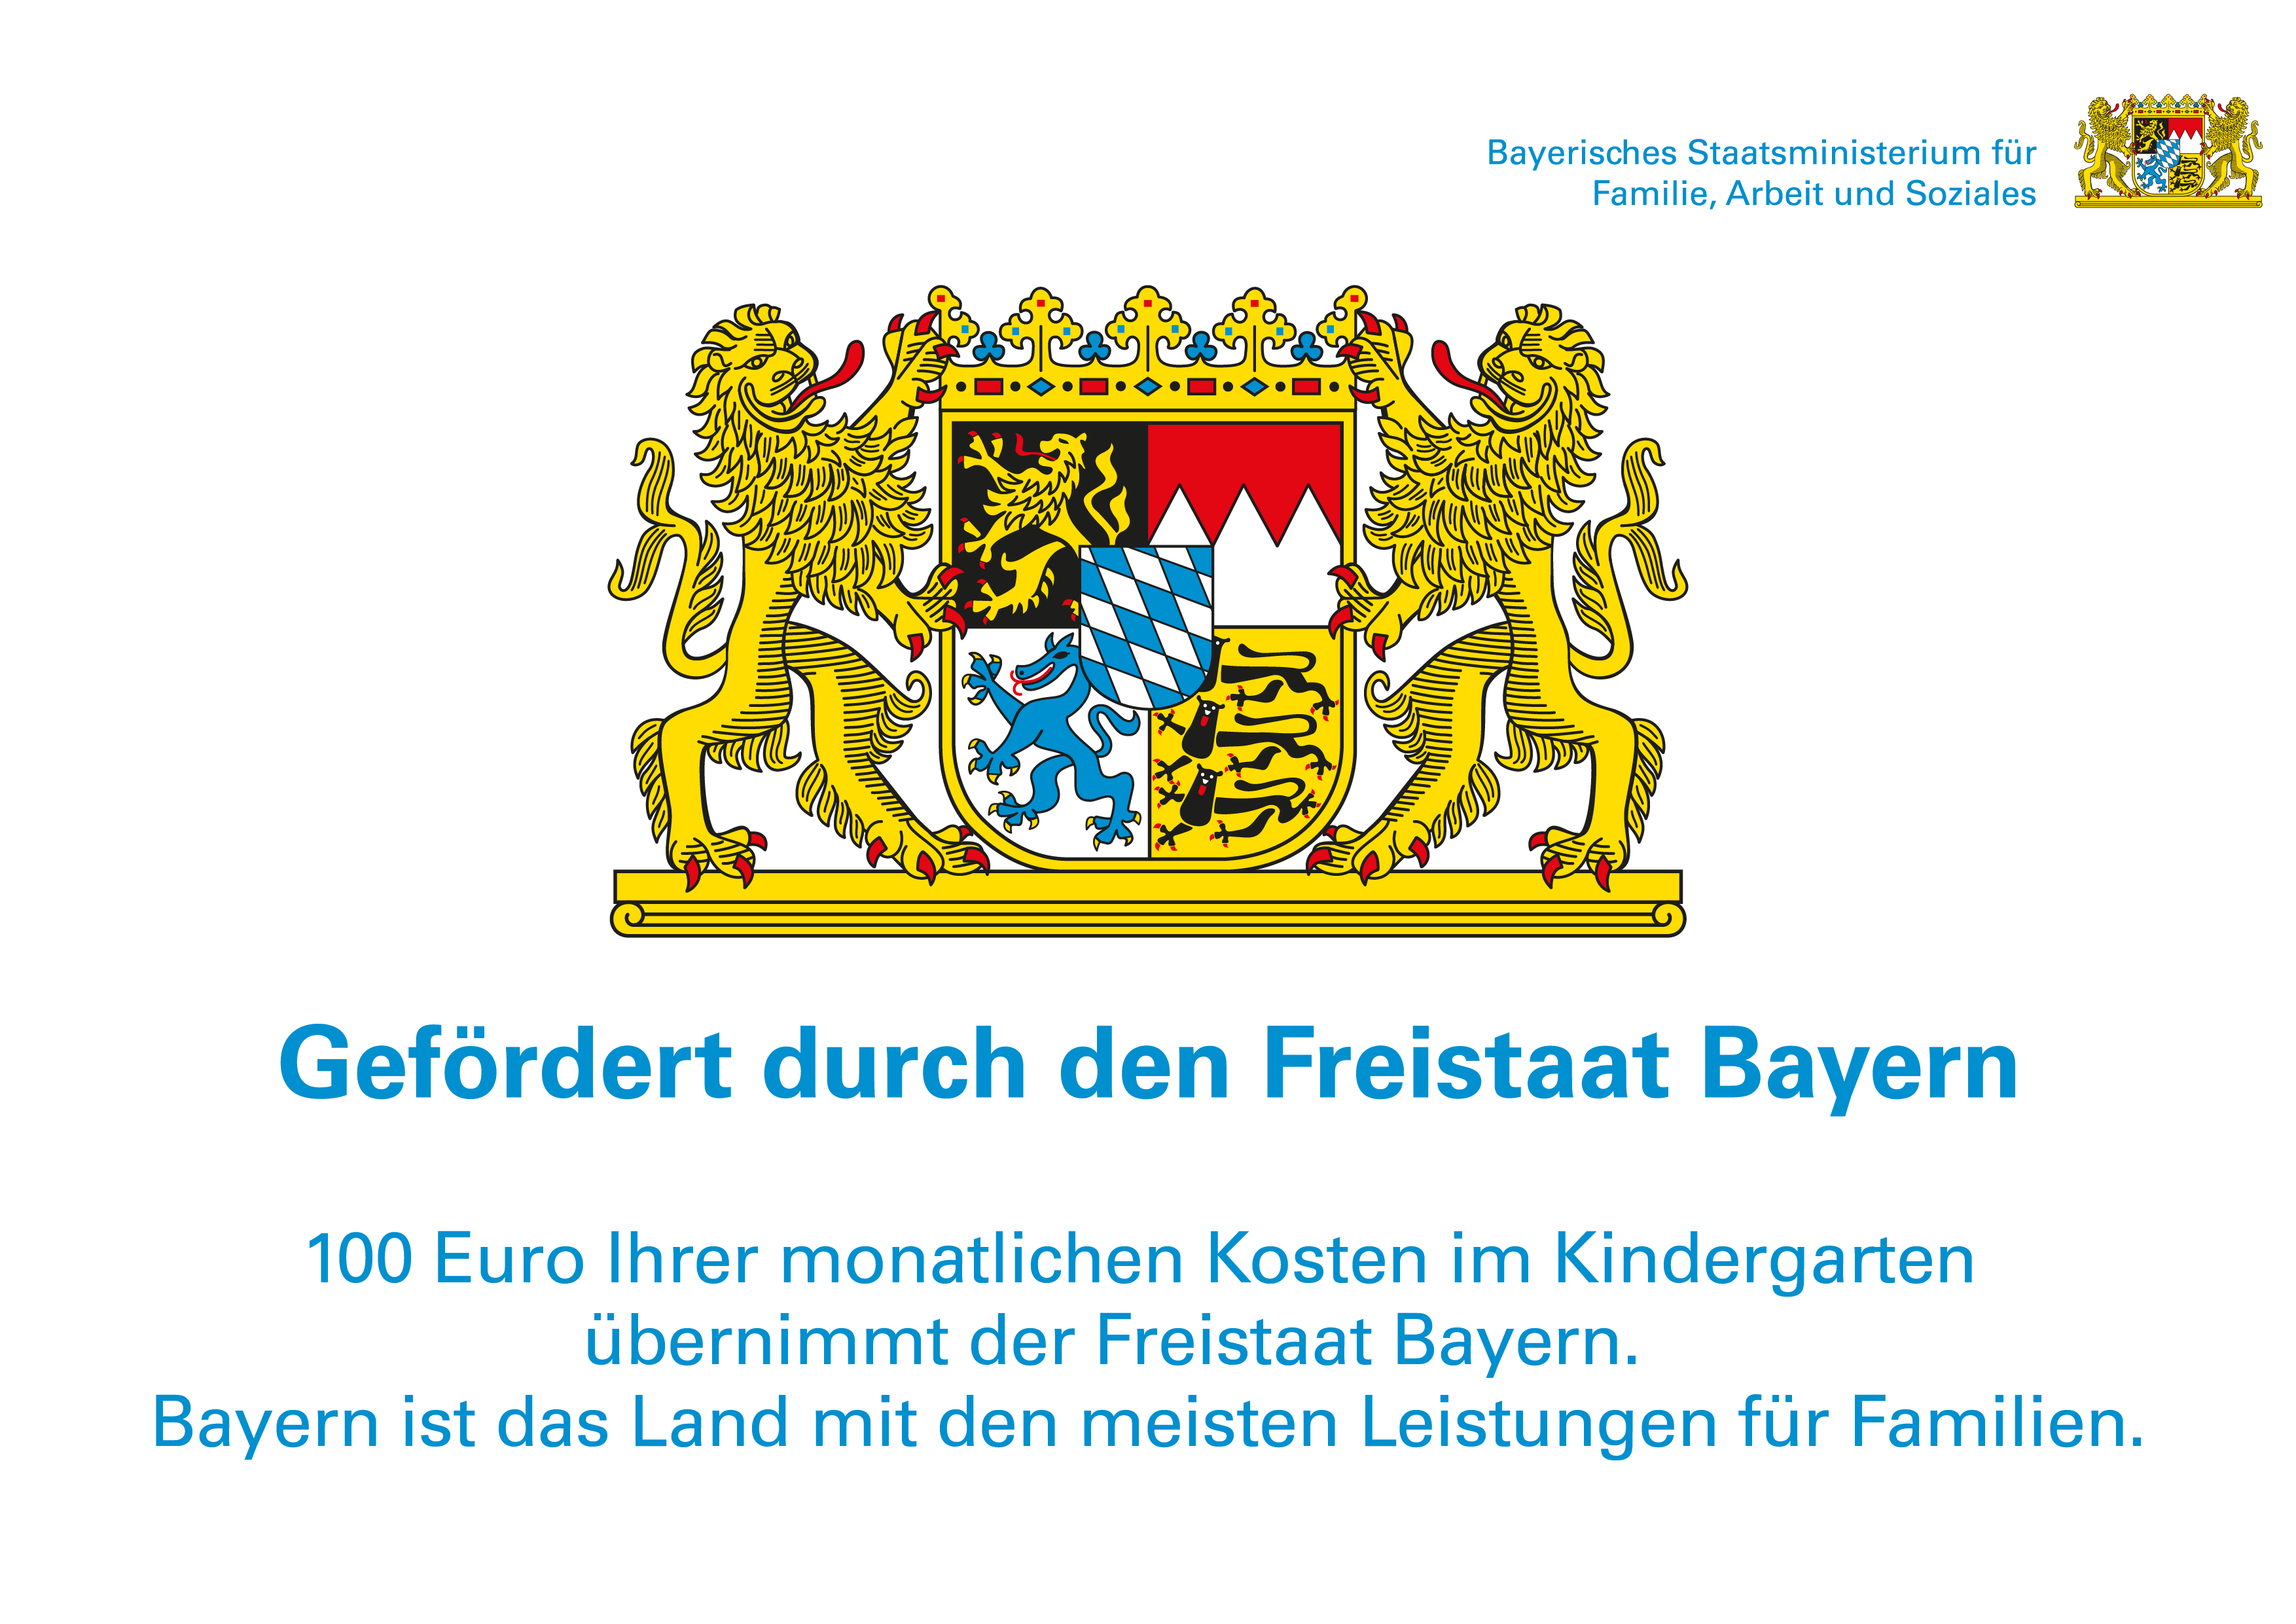 Bayerisches Staatsministerium für
Familie, Arbeit und Soziales
Gefördert durch den Freistaat Bayern
100 Euro Ihrer monatlichen Kosten im Kindergarten
übernimmt der Freistaat Bayern.
Bayern ist das Land mit den meisten Leistungen für Familien.